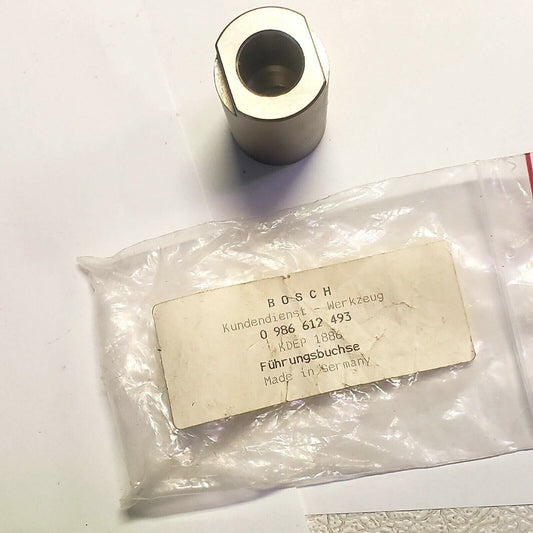 BOSCH
Kundendienst - Werkzeug
0 986 612 493
KDEP 1886
Führungsbuchse
Made in Germany